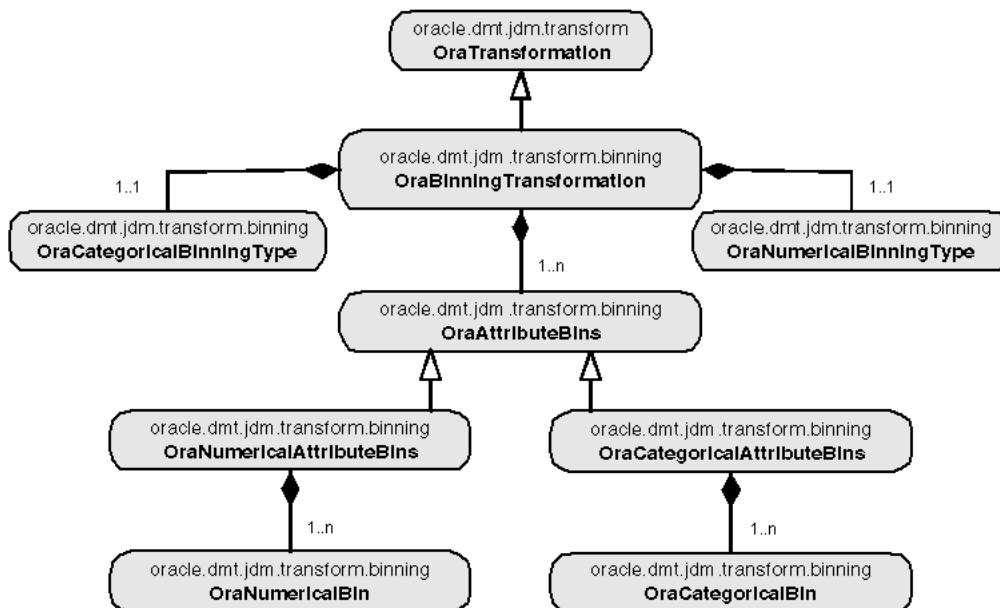 oracle.dmt.jdm.transform
OraTransformation
oracle.dmt.jdm .transform.binning
OraBinningTransformation
1..1
1..1
oracle.dmt.jdm.transform.binning
OraCategoricalBinningType
oracle.dmt.jdm.transform.binning
OraNumericalBinningType
1..n
oracle.dmt.jdm .transform.binning
OraAttributeBins
oracle.dmt.jdm .transform.binning
OraNumericalAttributeBins
oracle.dmt.jdm .transform.binning
OraCategoricalAttributeBins
1..n
1..n
oracle.dmt.jdm .transform.binning
OraNumericalBin
oracle.dmt.jdm .transform.binning
OraCategoricalBin